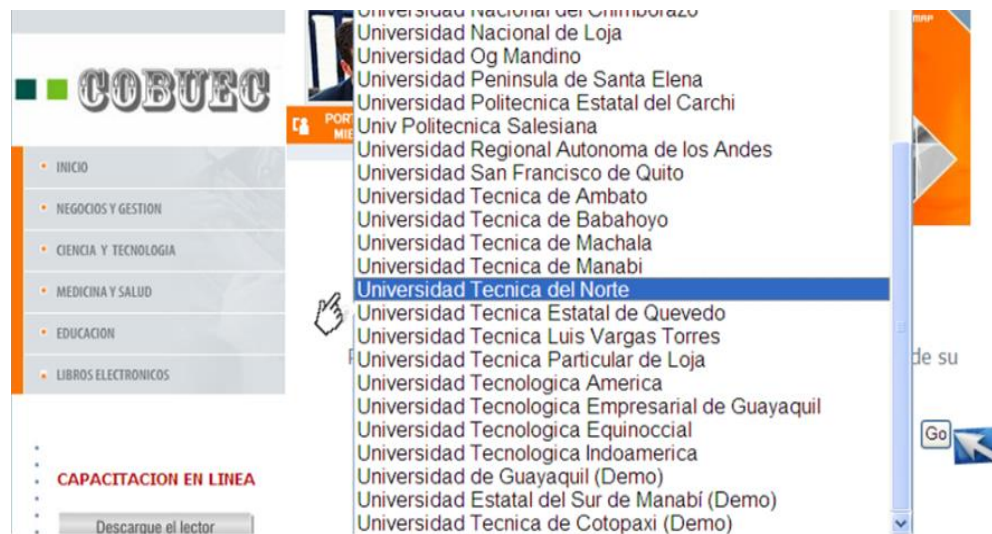 COBUEC
INICIO
NEGOCIOS Y GESTION
CIENCIA Y TECNOLOGIA
MEDICINA Y SALUD
EDUCACION
LIBROS ELECTRONICOS
CAPACITACION EN LINEA
Descargue el lector
Universidad Nacional del Chimborazo
Universidad Nacional de Loja
Universidad Og Mandino
Universidad Peninsula de Santa Elena
Universidad Politecnica Estatal del Carchi
Univ Politecnica Salesiana
Universidad Regional Autonoma de los Andes
Universidad San Francisco de Quito
Universidad Tecnica de Ambato
Universidad Tecnica de Babahoyo
Universidad Tecnica de Machala
Universidad Tecnica de Manabi
Universidad Tecnica del Norte
Universidad Tecnica Estatal de Quevedo
Universidad Tecnica Luis Vargas Torres
Universidad Tecnica Particular de Loja
Universidad Tecnologica America
Universidad Tecnologica Empresarial de Guayaquil
Universidad Tecnologica Equinoccial
Universidad Tecnologica Indoamerica
Universidad de Guayaquil (Demo)
Universidad Estatal del Sur de Manabí (Demo)
Universidad Tecnica de Cotopaxi (Demo)
de su
Go